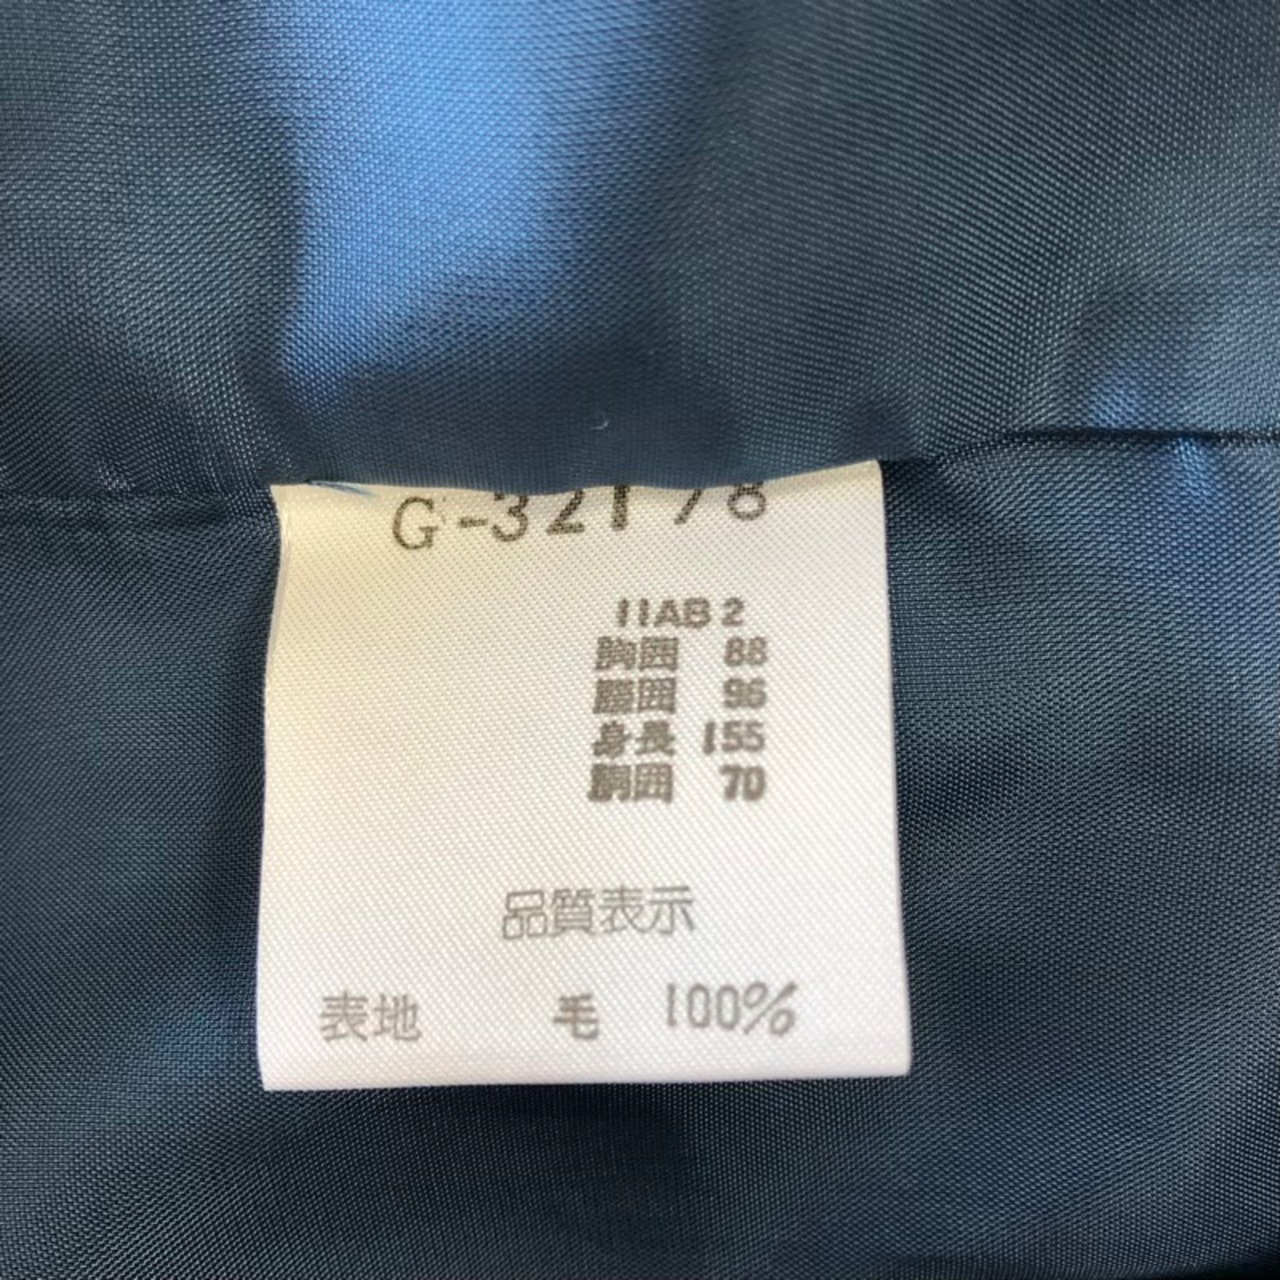 G-32178
11AB2
胸囲 88
腰囲 96
身長 155
胴囲 70
品質表示
表地 毛 100%